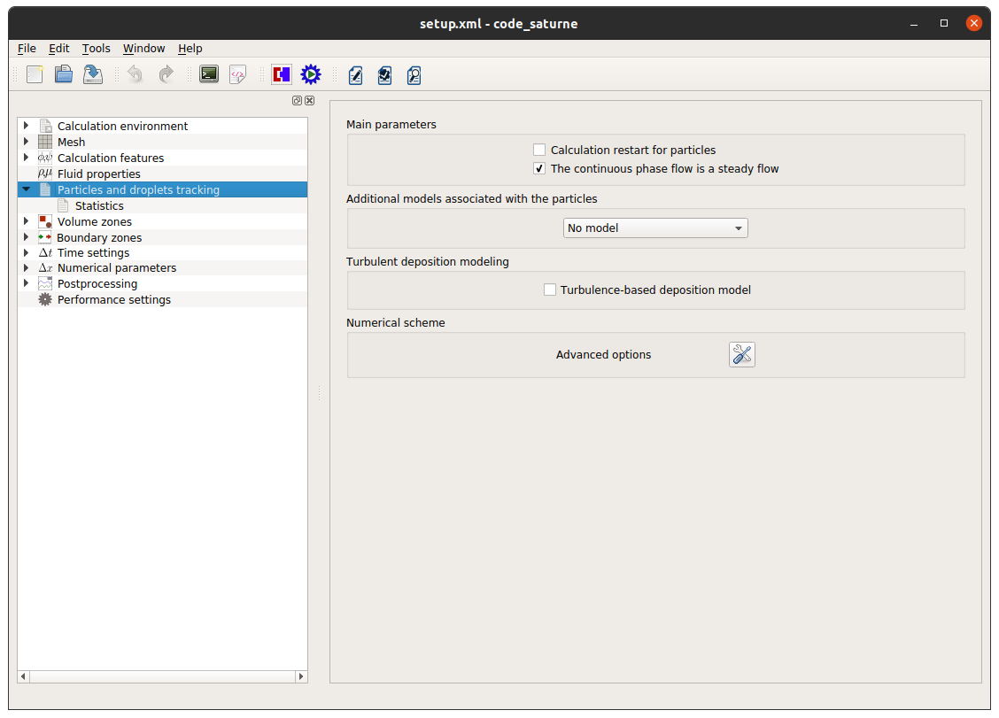 setup.xml - code_saturne
File Edit Tools Window Help
Calculation environment
Mesh
Calculation features
Fluid properties
Particles and droplets tracking
Statistics
Volume zones
Boundary zones
Δt Time settings
Δx Numerical parameters
Postprocessing
Performance settings
Main parameters
Calculation restart for particles
The continuous phase flow is a steady flow
Additional models associated with the particles
No model
Turbulent deposition modeling
Turbulence-based deposition model
Numerical scheme
Advanced options